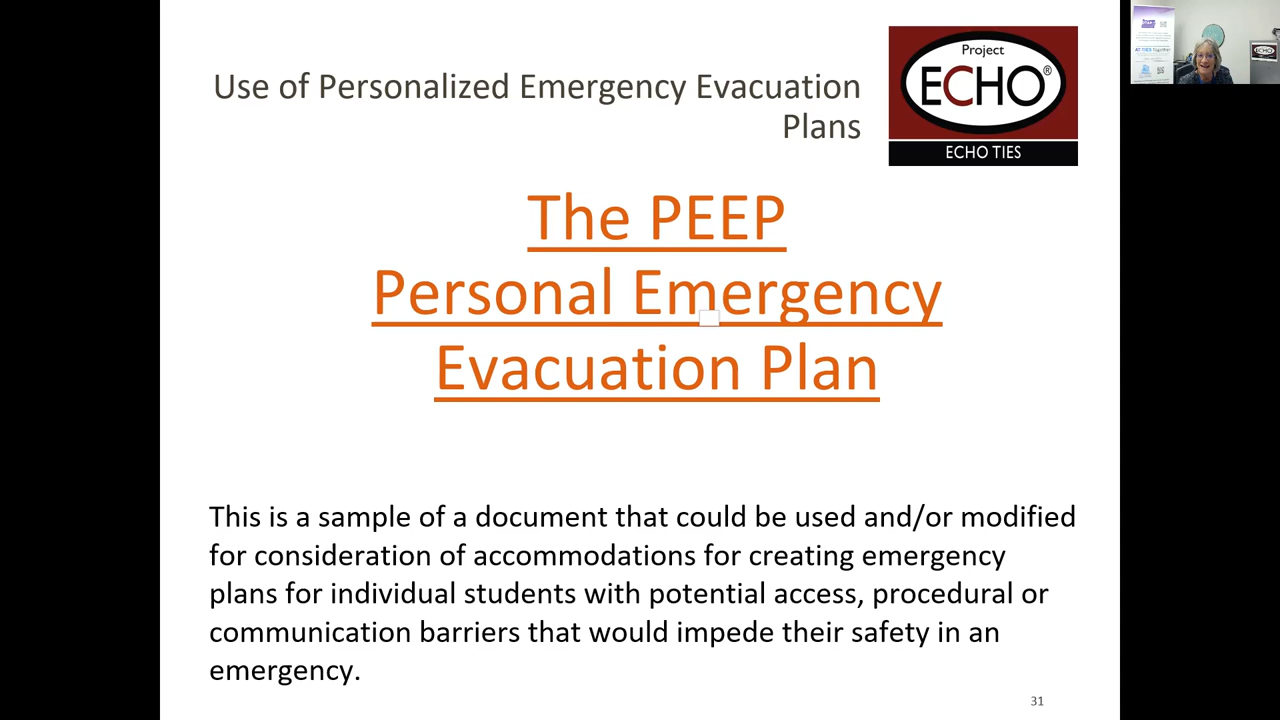 Use of Personalized Emergency Evacuation
Plans
Project
ECHO®
ECHO TIES
The PEEP
Personal Emergency
Evacuation Plan
This is a sample of a document that could be used and/or modified
for consideration of accommodations for creating emergency
plans for individual students with potential access, procedural or
communication barriers that would impede their safety in an
emergency.
31